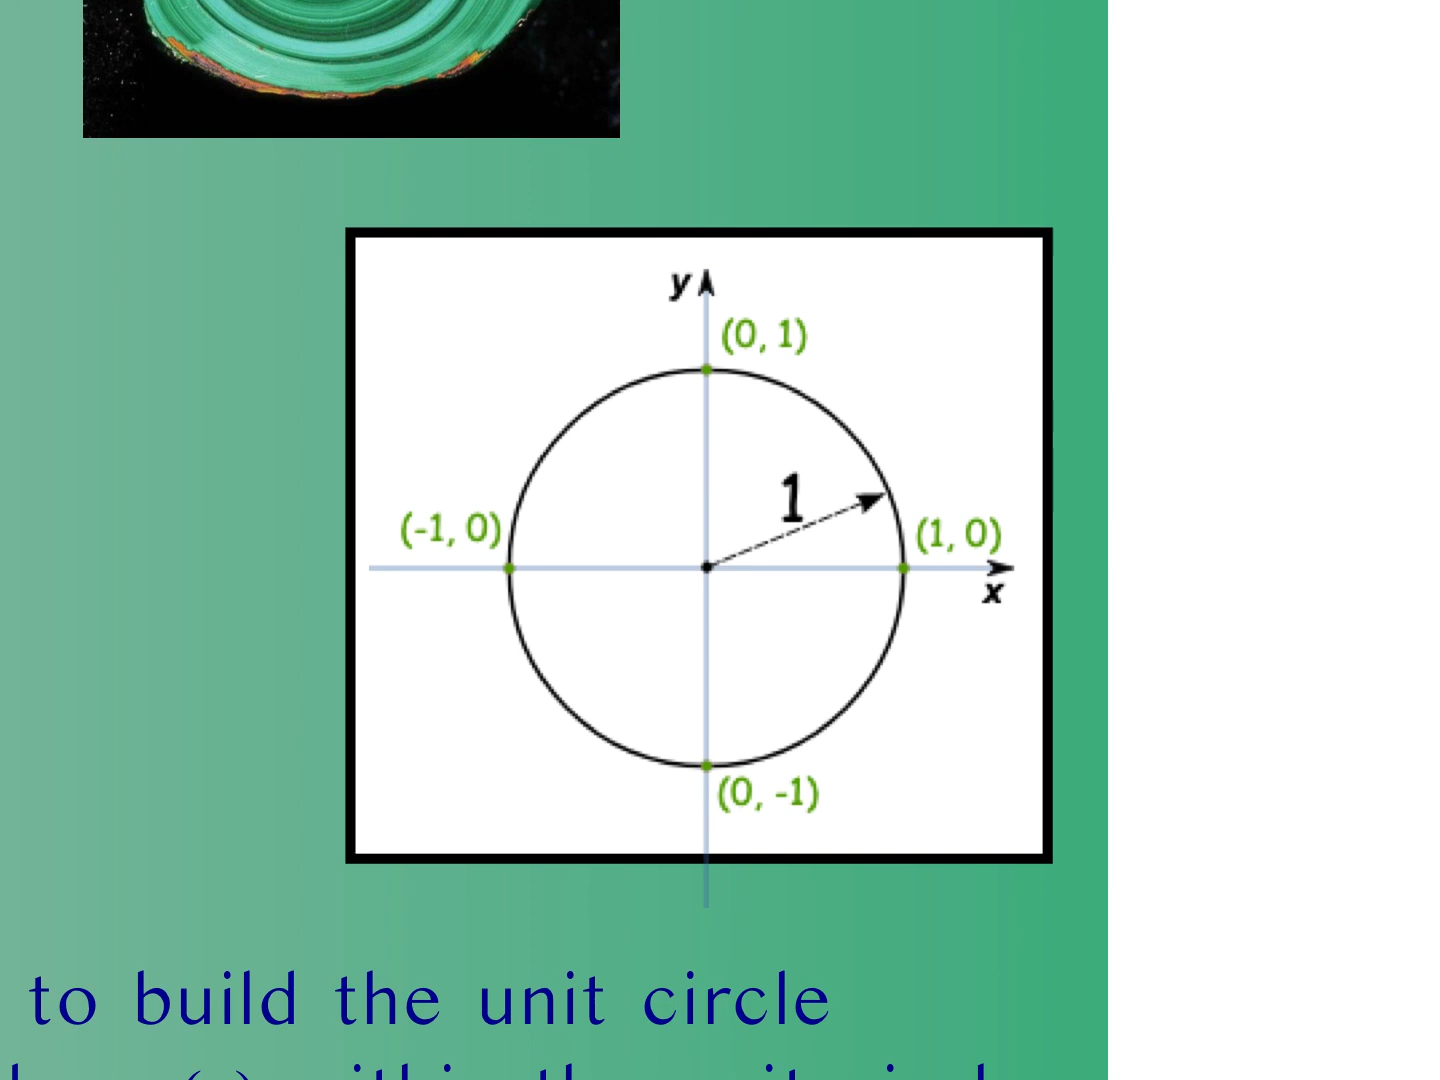 y
(0, 1)
1
(-1, 0)
(1, 0)
x
(0, -1)
to build the unit circle